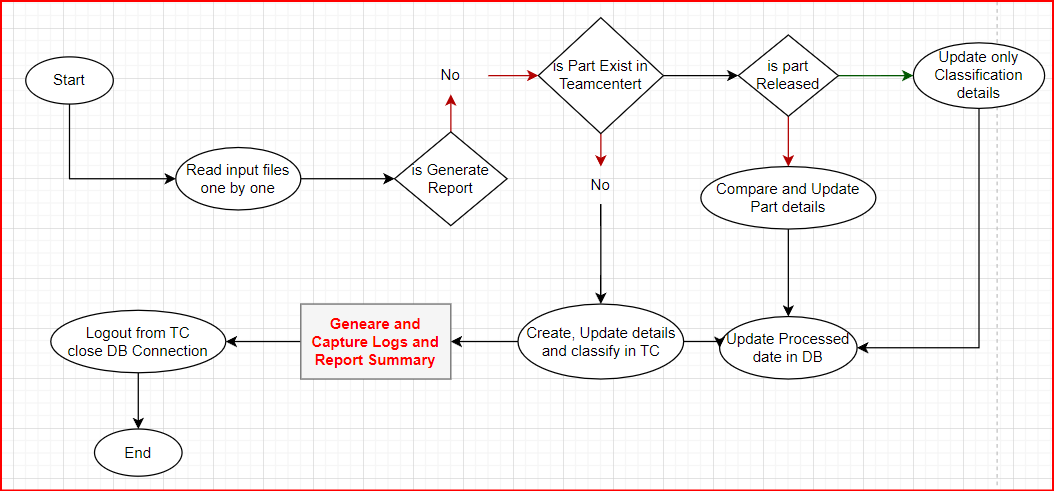 Start
Read input files
one by one
is Generate
Report
No
is Part Exist in
Teamcentert
is part
Released
Update only
Classification
details
No
Compare and Update
Part details
Create, Update details
and classify in TC
Update Processed
date in DB
Geneare and
Capture Logs and
Report Summary
Logout from TC
close DB Connection
End